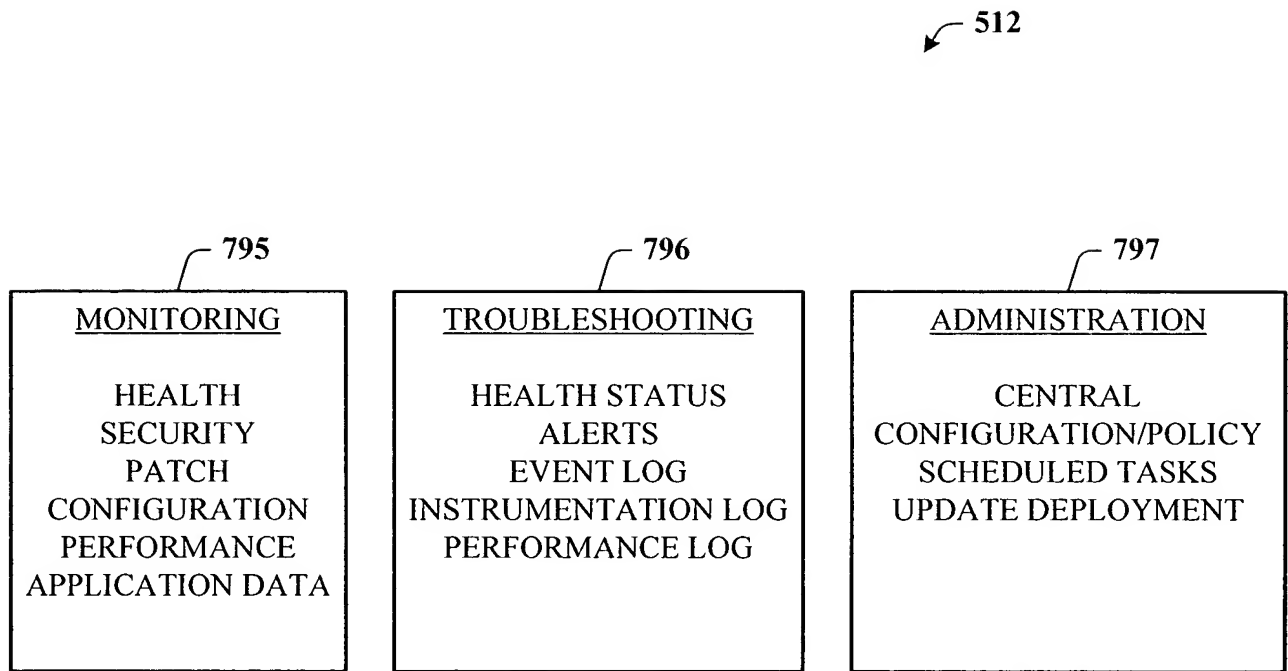 512
795
MONITORING
HEALTH
SECURITY
PATCH
CONFIGURATION
PERFORMANCE
APPLICATION DATA
796
TROUBLESHOOTING
HEALTH STATUS
ALERTS
EVENT LOG
INSTRUMENTATION LOG
PERFORMANCE LOG
797
ADMINISTRATION
CENTRAL
CONFIGURATION/POLICY
SCHEDULED TASKS
UPDATE DEPLOYMENT